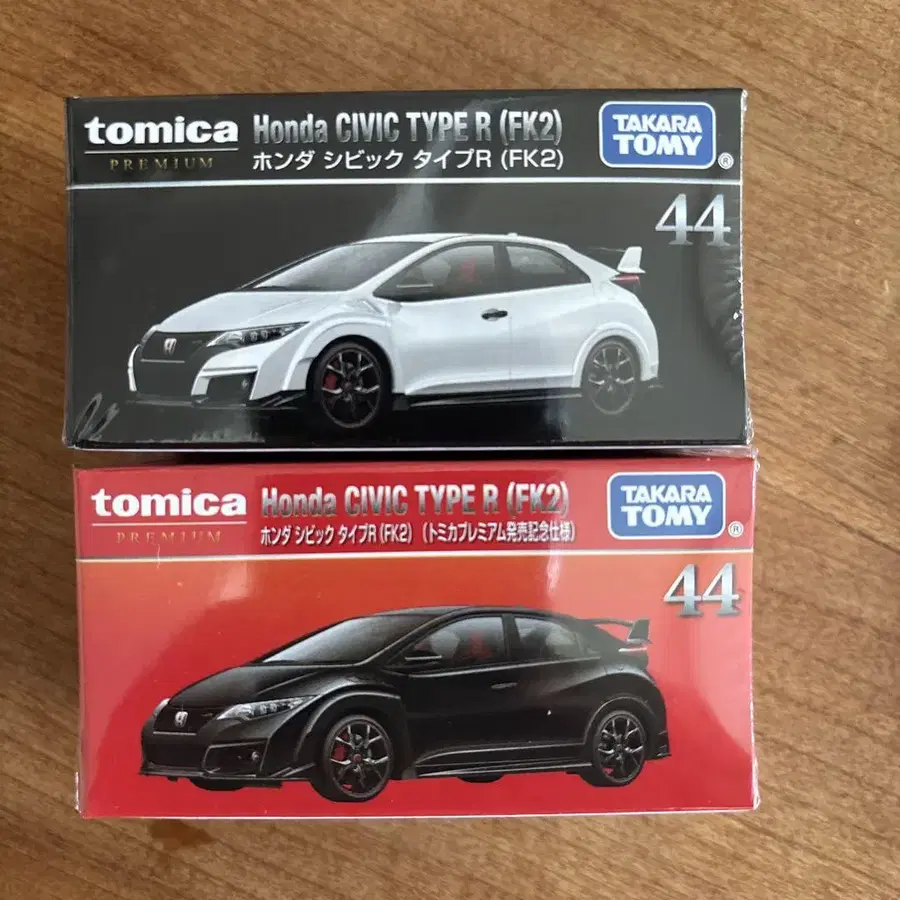 tomica
PREMIUM
Honda CIVIC TYPE R (FK2)
ホンダ シビック タイプR (FK2)
TAKARA
TOMY
®
44
tomica
PREMIUM
Honda CIVIC TYPE R (FK2)
ホンダ シビック タイプR (FK2) (トミカプレミアム発売記念仕様)
TAKARA
TOMY
®
44